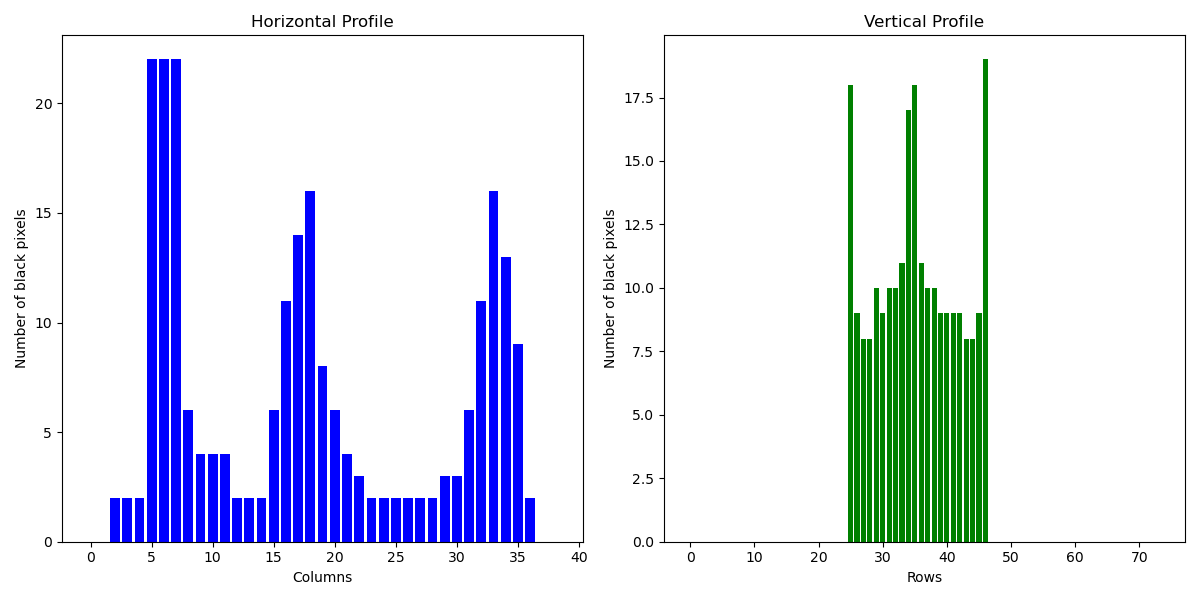 Horizontal Profile
Number of black pixels
20
15
10
5
0
0 5 10 15 20 25 30 35 40
Columns
Vertical Profile
Number of black pixels
17.5
15.0
12.5
10.0
7.5
5.0
2.5
0.0
0 10 20 30 40 50 60 70
Rows